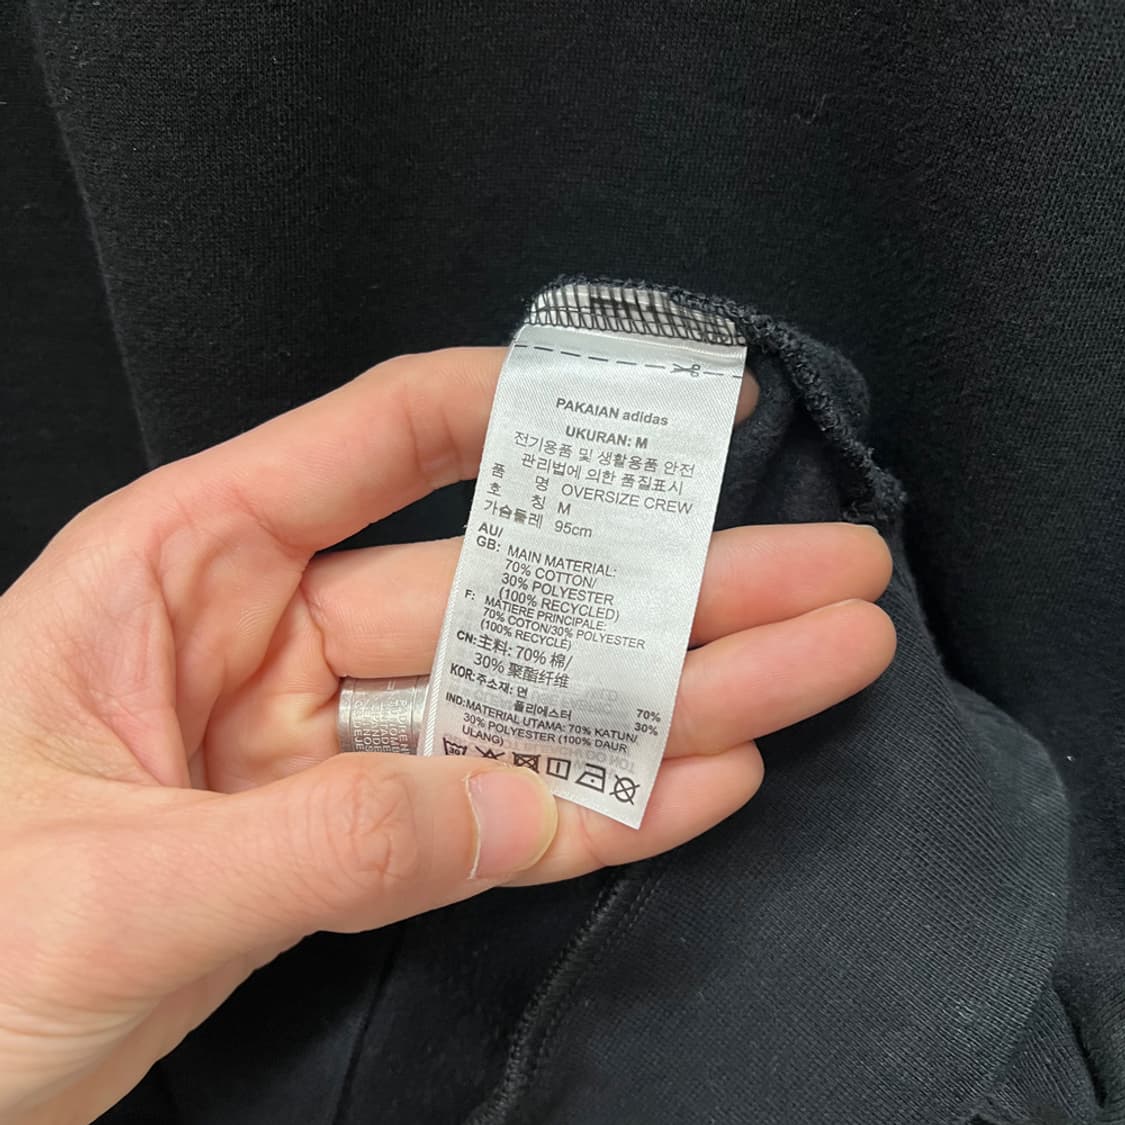 PAKAIAN adidas
UKURAN: M
전기용품 및 생활용품 안전
관리법에 의한 품질표시
품 명 OVERSIZE CREW
호 칭 M
가슴둘레 95cm
AU/
GB: MAIN MATERIAL:
70% COTTON/
30% POLYESTER
(100% RECYCLED)
F: MATIERE PRINCIPALE:
70% COTON/30% POLYESTER
(100% RECYCLÉ)
CN:主料: 70% 棉/
30% 聚酯纤维
KOR:주소재: 면 70%
폴리에스터 30%
IND:MATERIAL UTAMA: 70% KATUN/
30% POLYESTER (100% DAUR
ULANG)
30